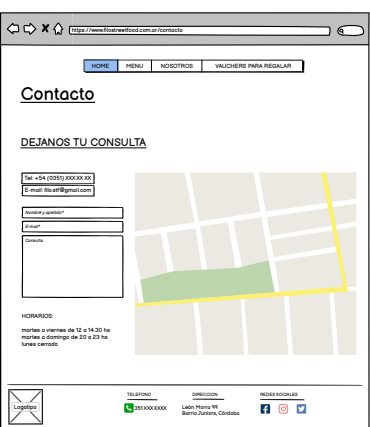 https://www.filostreetfood.com.ar/contacto
HOME
MENU
NOSOTROS
VAUCHERS PARA REGALAR
Contacto
DEJANOS TU CONSULTA
Tel: +54 (0351) XXX XX XX
E-mail: filo.stf@gmail.com
Nombre y apellido*
E-mail*
Consulta
HORARIOS:
martes a viernes de 12 a 14.30 hs
martes a domingo de 20 a 23 hs
lunes cerrado
Logotipo
TELEFONO
351 XXX XXXX
DIRECCION
León Morra 99
Barrio Juniors, Córdoba
REDES SOCIALES